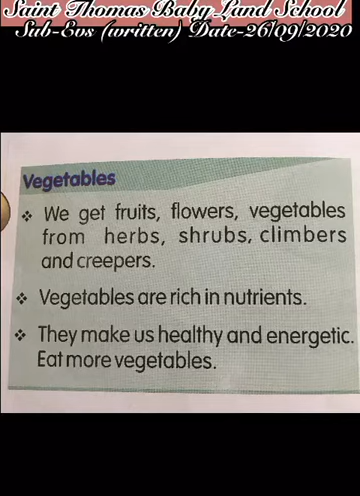 Saint Thomas Baby Land School
Sub-Evs (written) Date-26/09/2020
Vegetables
❖ We get fruits, flowers, vegetables
from herbs, shrubs, climbers
and creepers.
❖ Vegetables are rich in nutrients.
❖ They make us healthy and energetic.
Eat more vegetables.